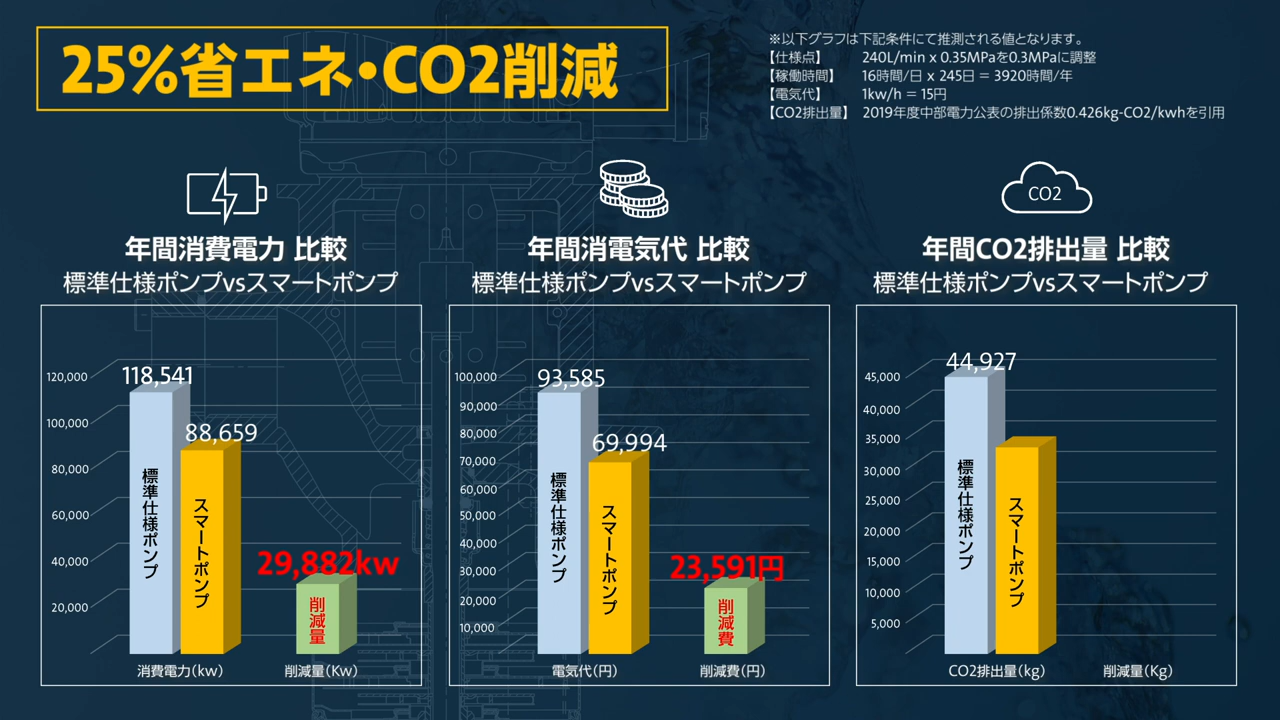 25%省エネ・CO2削減
※以下グラフは下記条件にて推測される値となります。
【仕様点】 240L/min x 0.35MPaを0.3MPaに調整
【稼働時間】 16時間/日 x 245日 = 3920時間/年
【電気代】 1kw/h = 15円
【CO2排出量】 2019年度中部電力公表の排出係数0.426kg-CO2/kwhを引用
年間消費電力 比較
標準仕様ポンプvsスマートポンプ
120,000
100,000
80,000
60,000
40,000
20,000
118,541
88,659
29,882kw
標準仕様ポンプ
スマートポンプ
削減量
消費電力(kw)
削減量(Kw)
年間消電気代 比較
標準仕様ポンプvsスマートポンプ
100,000
90,000
80,000
70,000
60,000
50,000
40,000
30,000
20,000
10,000
93,585
69,994
23,591円
標準仕様ポンプ
スマートポンプ
削減費
電気代(円)
削減費(円)
CO2
年間CO2排出量 比較
標準仕様ポンプvsスマートポンプ
45,000
40,000
35,000
30,000
25,000
20,000
15,000
10,000
5,000
44,927
標準仕様ポンプ
スマートポンプ
CO2排出量(kg)
削減量(Kg)